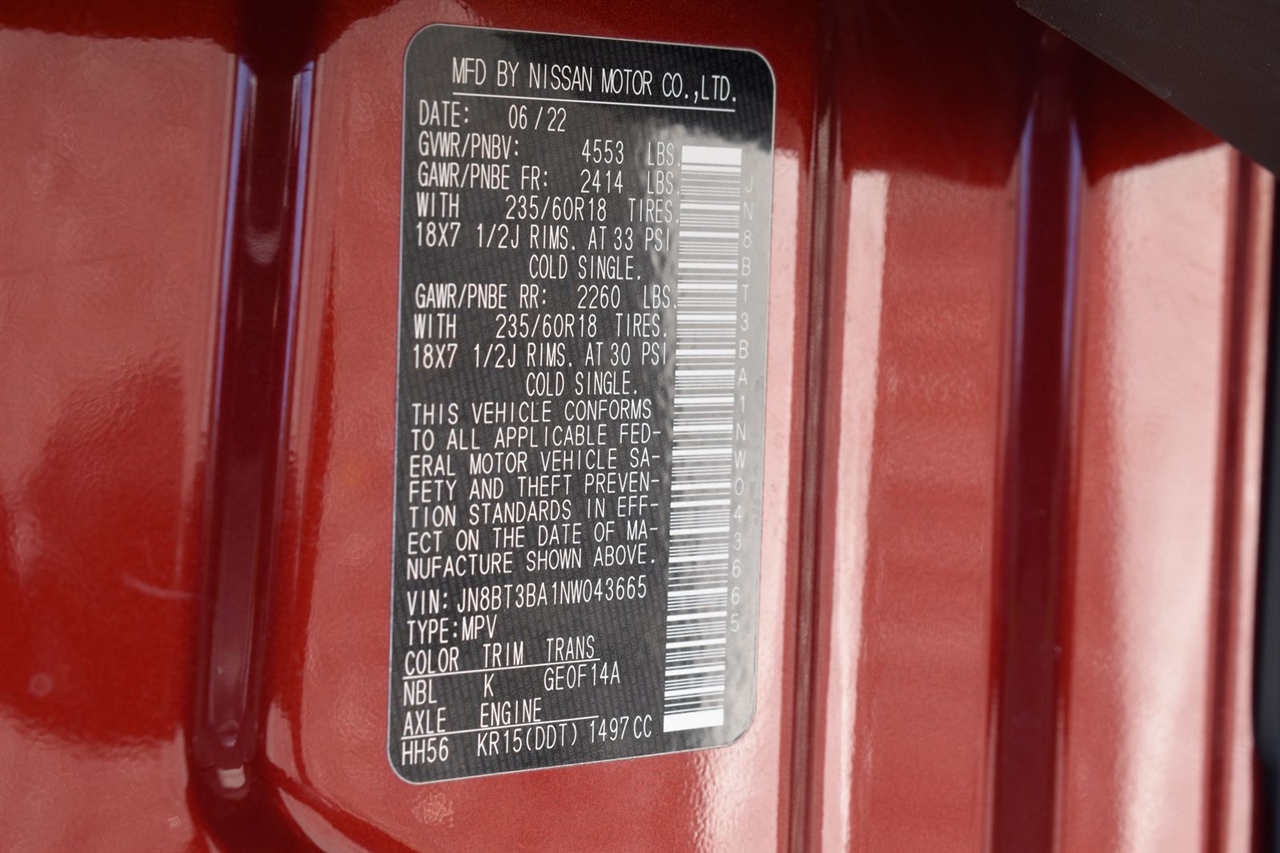 MFD BY NISSAN MOTOR CO.,LTD.
DATE: 06/22
GVWR/PNBV: 4553 LBS.
GAWR/PNBE FR: 2414 LBS.
WITH 235/60R18 TIRES.
18X7 1/2J RIMS. AT 33 PSI
COLD SINGLE.
GAWR/PNBE RR: 2260 LBS.
WITH 235/60R18 TIRES.
18X7 1/2J RIMS. AT 30 PSI
COLD SINGLE.
THIS VEHICLE CONFORMS
TO ALL APPLICABLE FED-
ERAL MOTOR VEHICLE SA-
FETY AND THEFT PREVEN-
TION STANDARDS IN EFF-
ECT ON THE DATE OF MA-
NUFACTURE SHOWN ABOVE.
VIN: JN8BT3BA1NW043665
TYPE:MPV
COLOR TRIM TRANS
NBL K GE0F14A
AXLE ENGINE
HH56 KR15(DDT) 1497CC
JN8BT3BA1NW043665